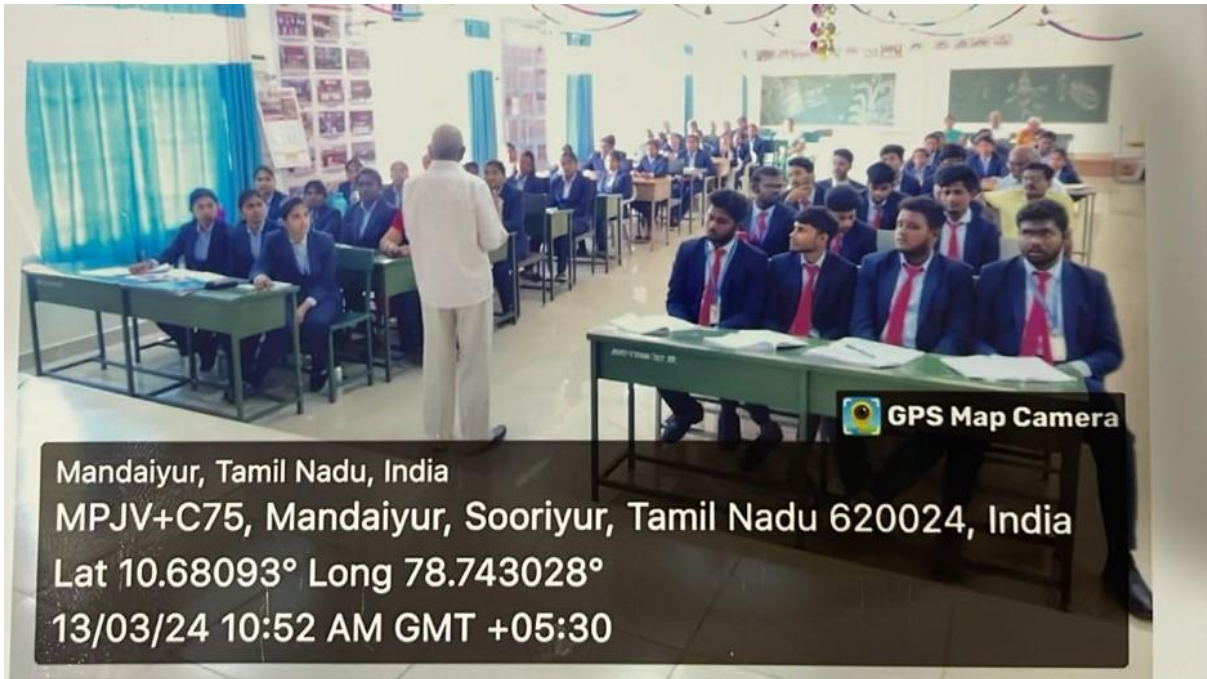 GPS Map Camera
Mandaiyur, Tamil Nadu, India
MPJV+C75, Mandaiyur, Sooriyur, Tamil Nadu 620024, India
Lat 10.68093° Long 78.743028°
13/03/24 10:52 AM GMT +05:30